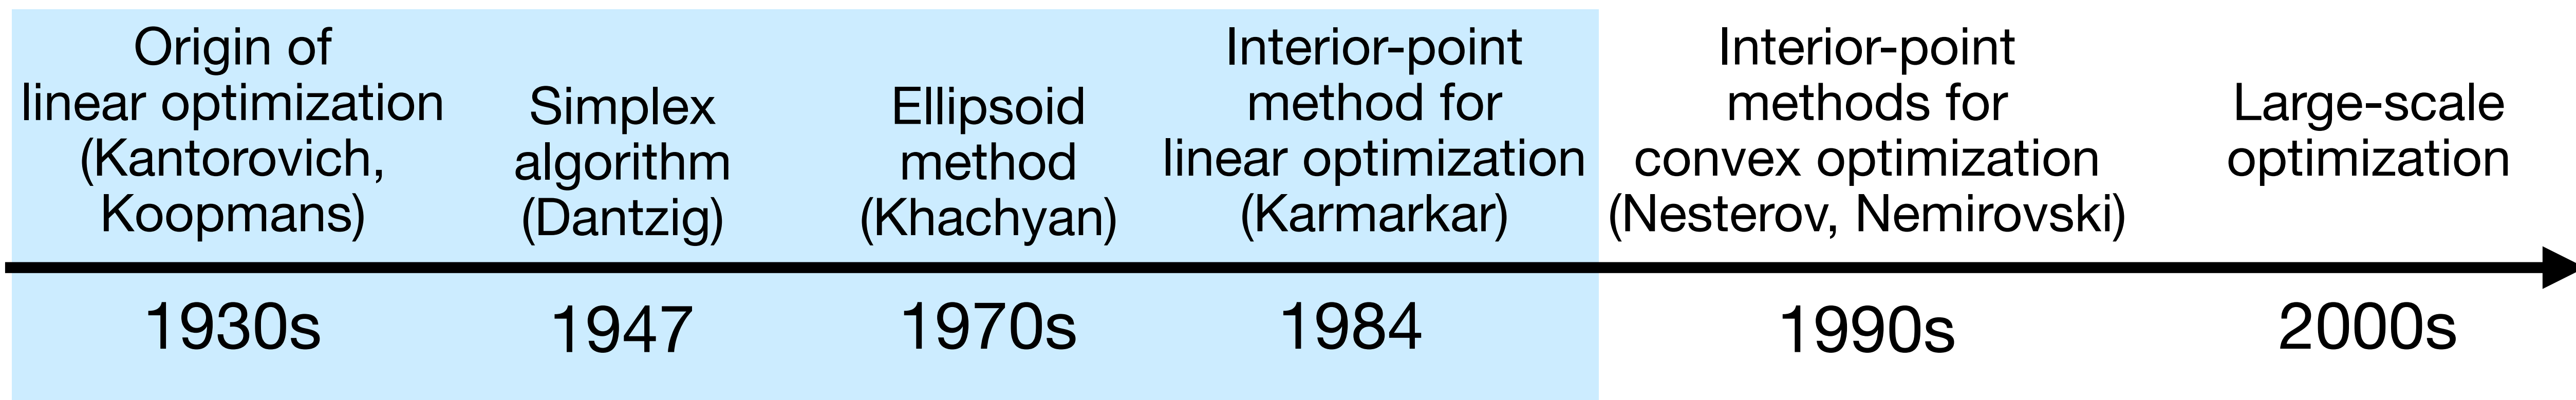 Origin of
linear optimization
(Kantorovich,
Koopmans)
1930s
Simplex
algorithm
(Dantzig)
1947
Ellipsoid
method
(Khachyan)
1970s
Interior-point
method for
linear optimization
(Karmarkar)
1984
Interior-point
methods for
convex optimization
(Nesterov, Nemirovski)
1990s
Large-scale
optimization
2000s